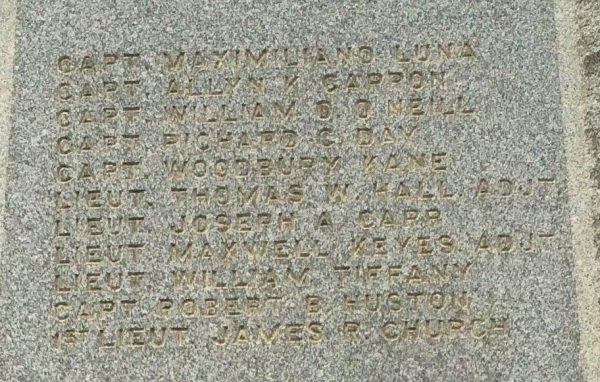 CAPT. MAXIMILIANO LUNA
CAPT. ALLYN K. CAPRON
CAPT. WILLIAM O. O'NEILL
CAPT. RICHARD C. DAY
CAPT. WOODBURY KANE
LIEUT. THOMAS W. HALL ADJT
LIEUT. JOSEPH A. CARR
LIEUT. MAXWELL KEYES ADJT
LIEUT. WILLIAM TIFFANY
CAPT. ROBERT B. HUSTON
1ST LIEUT. JAMES R. CHURCH